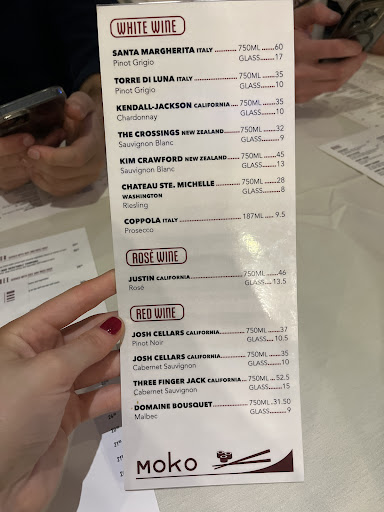 WHITE WINE
SANTA MARGHERITA ITALY ........ 750ML.......60
Pinot Grigio GLASS......17
TORRE DI LUNA ITALY ........ 750ML.......35
Pinot Grigio GLASS......10
KENDALL-JACKSON CALIFORNIA ... 750ML.......35
Chardonnay GLASS......10
THE CROSSINGS NEW ZEALAND ........ 750ML.......32
Sauvignon Blanc GLASS......9
KIM CRAWFORD NEW ZEALAND ........ 750ML.......45
Sauvignon Blanc GLASS......13
CHATEAU STE. MICHELLE ........ 750ML.......28
WASHINGTON GLASS......8
Riesling
COPPOLA ITALY ........ 187ML... 9.5
Prosecco
ROSÉ WINE
JUSTIN CALIFORNIA ........ 750ML......46
Rosé GLASS.... 13.5
RED WINE
JOSH CELLARS CALIFORNIA ........ 750ML......37
Pinot Noir GLASS.... 10.5
JOSH CELLARS CALIFORNIA ........ 750ML......35
Cabernet Sauvignon GLASS......10
THREE FINGER JACK CALIFORNIA .... 750ML... 52.5
Cabernet Sauvignon GLASS......15
DOMAINE BOUSQUET ........ 750ML .31.50
Malbec GLASS......9
MOKO